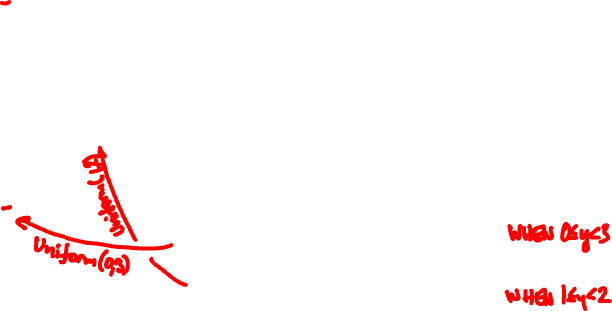 WHEN 0≤y<3
Uniform(0,3)
WHEN 1≤y<2